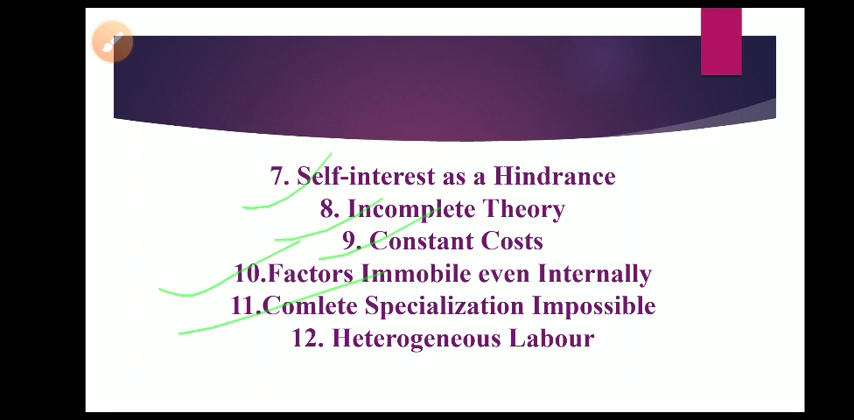 7. Self-interest as a Hindrance
8. Incomplete Theory
9. Constant Costs
10.Factors Immobile even Internally
11.Comlete Specialization Impossible
12. Heterogeneous Labour